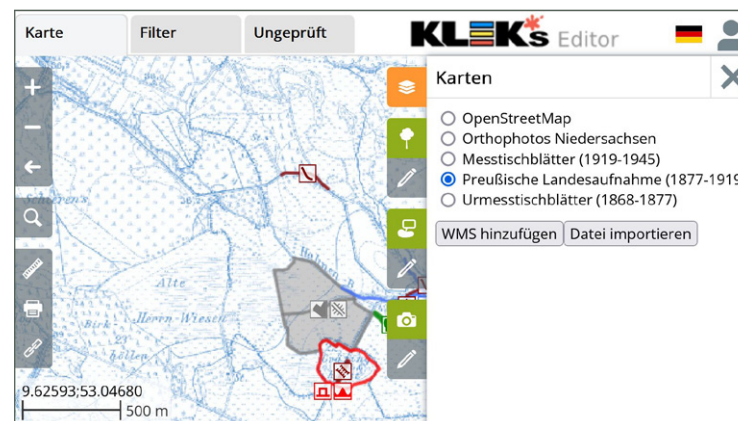 Karte
Filter
Ungeprüft
KLEKs Editor
Karten
OpenStreetMap
Orthophotos Niedersachsen
Messtischblätter (1919-1945)
Preußische Landesaufnahme (1877-1919
Urmesstischblätter (1868-1877)
WMS hinzufügen
Datei importieren
Alte
Herrn-Wiesen
Birk-
9.62593;53.04680
500 m